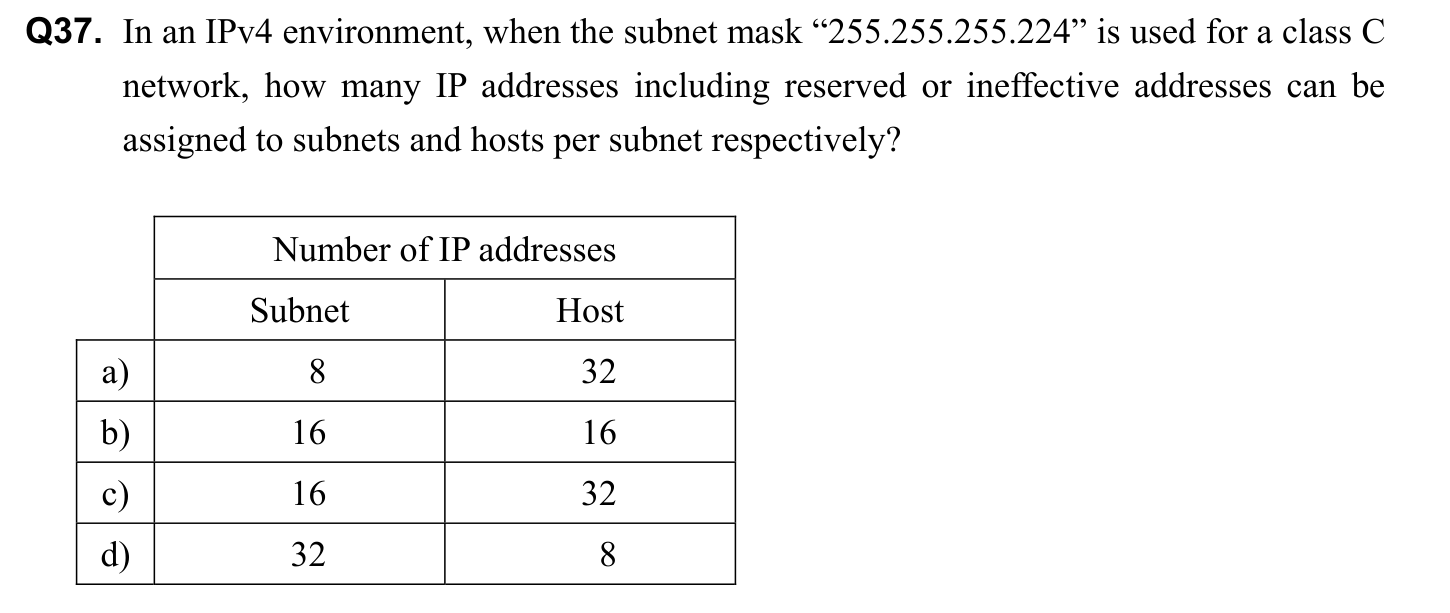 Q37. In an IPv4 environment, when the subnet mask “255.255.255.224” is used for a class C
network, how many IP addresses including reserved or ineffective addresses can be
assigned to subnets and hosts per subnet respectively?
Number of IP addresses
Subnet Host
a) 8 32
b) 16 16
c) 16 32
d) 32 8